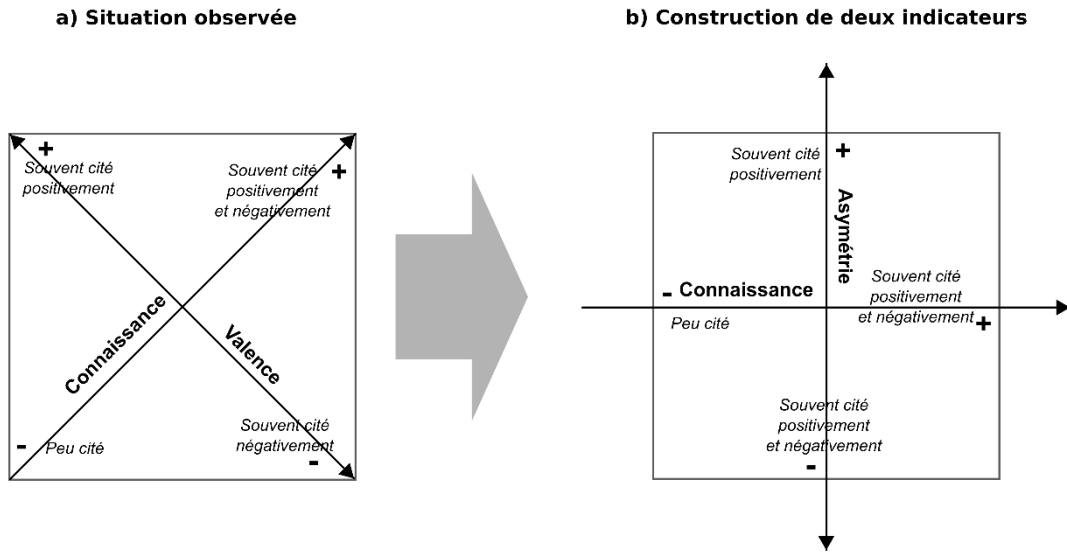 a) Situation observée
+
Souvent cité
positivement
Souvent cité
+
positivement
et négativement
Connaissance
Valence
-
Peu cité
Souvent cité
négativement
-
b) Construction de deux indicateurs
Souvent cité
positivement
+
Asymétrie
-
Connaissance
Peu cité
Souvent cité
positivement
et négativement
+
Souvent cité
positivement
et négativement
-